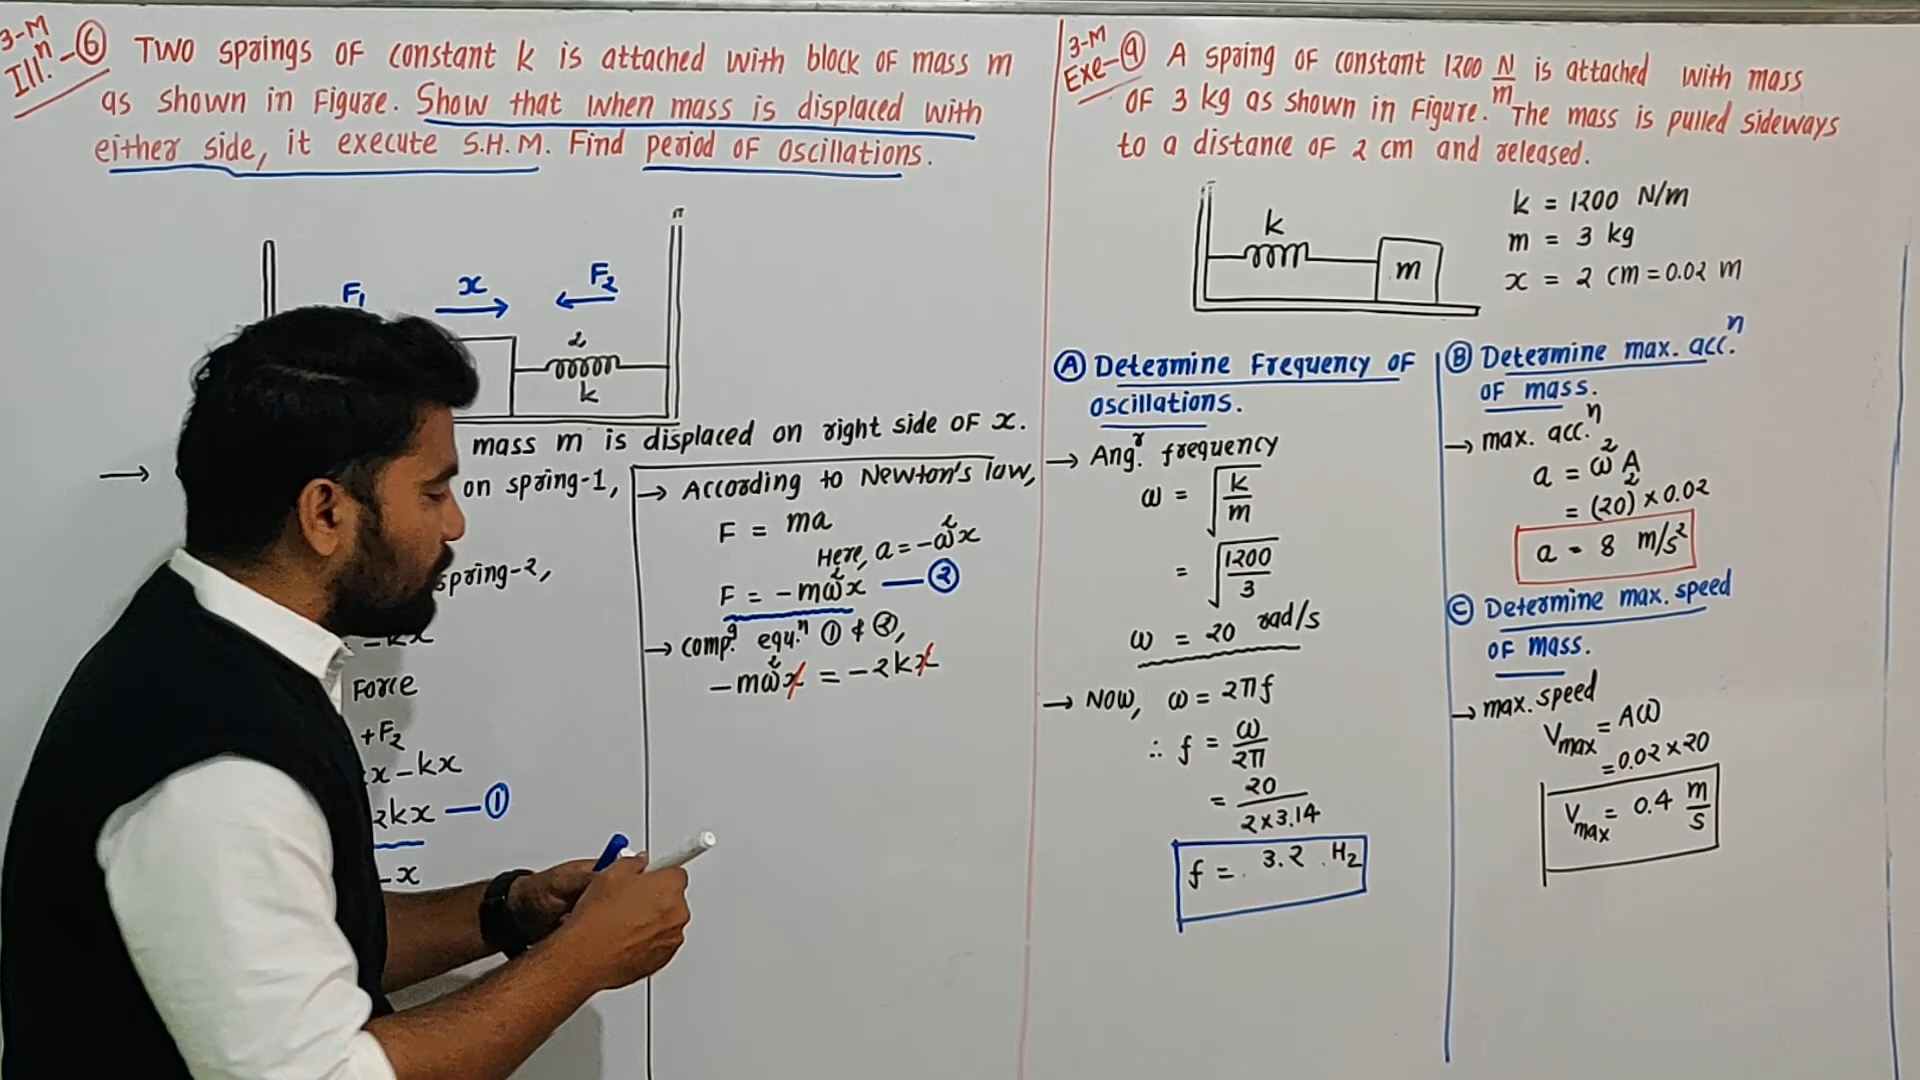 3-M
Ill.ⁿ-⑥ Two springs of constant k is attached with block of mass m
as shown in Figure. Show that when mass is displaced with
either side, it execute S.H.M. Find period of oscillations.
F₁ x F₂
2
k
→ mass m is displaced on right side of x.
on spring-1,
spring-2,
-kx
Force
+F₂
x-kx
2kx — ①
-x
→ According to Newton's law,
F = ma
Here, a = -ω²x
F = -mω²x — ②
→ comp.ᵍ equ.ⁿ ① & ②,
-mω²x = -2kx
3-M
Exe-⑨ A spring of constant 1200 N/m is attached with mass
of 3 kg as shown in Figure. The mass is pulled sideways
to a distance of 2 cm and released.
k
m
k = 1200 N/m
m = 3 kg
x = 2 cm = 0.02 m
Ⓐ Determine Frequency of
oscillations.
→ Ang.ʳ frequency
ω = √(k/m)
= √(1200/3)
ω = 20 rad/s
→ Now, ω = 2πf
∴ f = ω/2π
= 20/(2×3.14)
f = 3.2 Hz
Ⓑ Determine max. acc.ⁿ
of mass.
→ max. acc.ⁿ
a = ω²A
= (20)²×0.02
a = 8 m/s²
Ⓒ Determine max. speed
of mass.
→ max. speed
Vmax = Aω
= 0.02×20
Vmax = 0.4 m/s